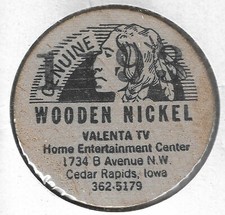 GENUINE
WOODEN NICKEL
VALENTA TV
Home Entertainment Center
1734 B Avenue N.W.
Cedar Rapids, Iowa
362-5179